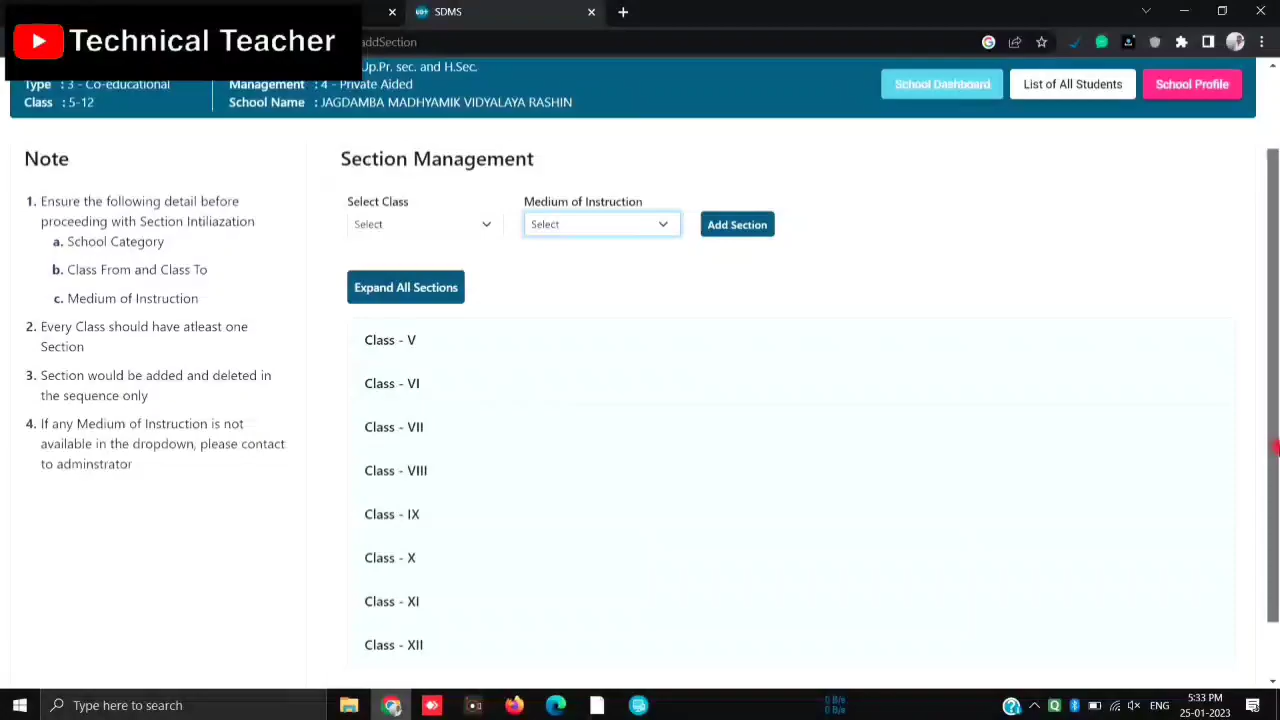 SDMS
Technical Teacher
addSection
Up.Pr. sec. and H.Sec.
Type : 3 - Co-educational
Management : 4 - Private Aided
Class : 5-12
School Name : JAGDAMBA MADHYAMIK VIDYALAYA RASHIN
School Dashboard
List of All Students
School Profile
Note
1. Ensure the following detail before
proceeding with Section Intiliazation
a. School Category
b. Class From and Class To
c. Medium of Instruction
2. Every Class should have atleast one
Section
3. Section would be added and deleted in
the sequence only
4. If any Medium of Instruction is not
available in the dropdown, please contact
to adminstrator
Section Management
Select Class
Medium of Instruction
Select
Select
Add Section
Expand All Sections
Class - V
Class - VI
Class - VII
Class - VIII
Class - IX
Class - X
Class - XI
Class - XII
Type here to search
0 B/s
0 B/s
ENG
5:33 PM
25-01-2023